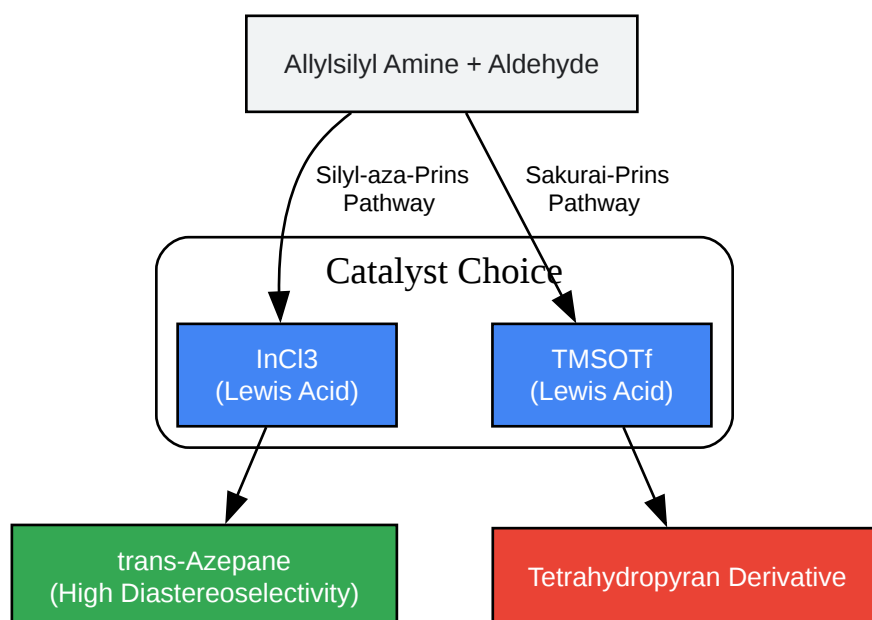 Allylsilyl Amine + Aldehyde
Silyl-aza-Prins
Pathway
Sakurai-Prins
Pathway
Catalyst Choice
InCl3
(Lewis Acid)
TMSOTf
(Lewis Acid)
trans-Azepane
(High Diastereoselectivity)
Tetrahydropyran Derivative